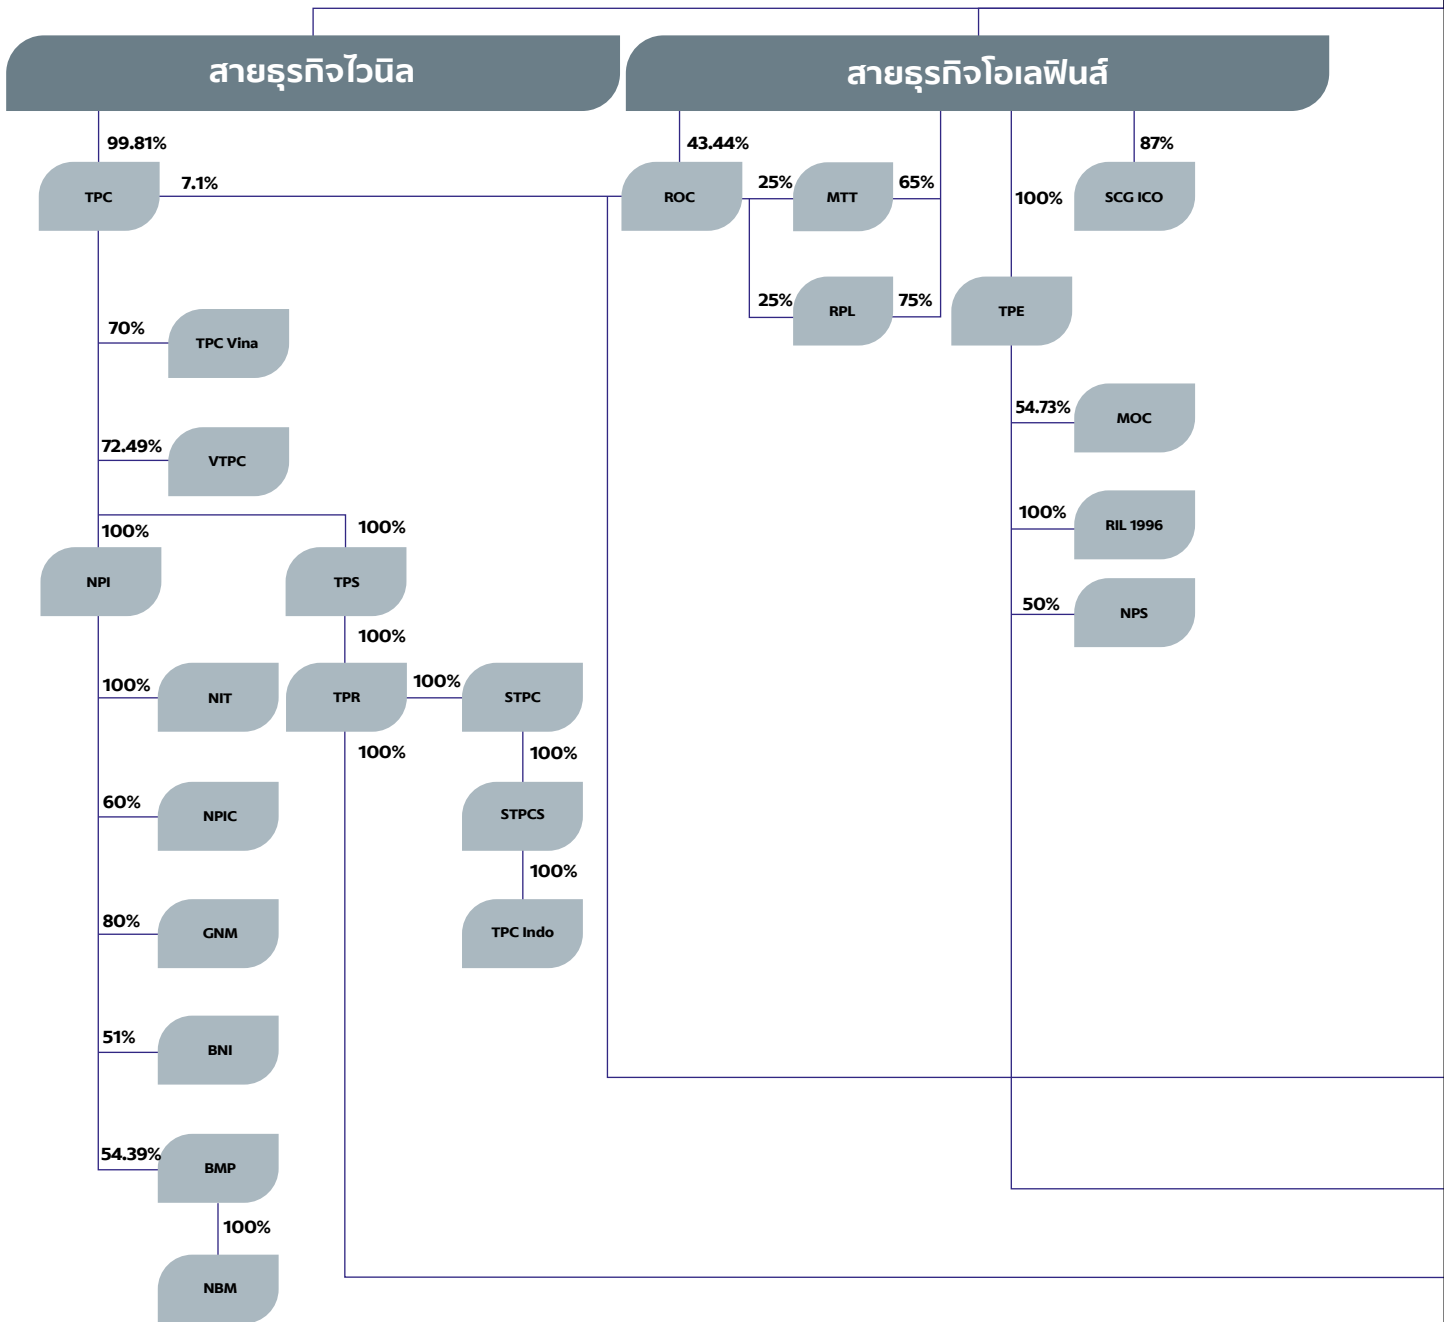 สายธุรกิจไวนิล
สายธุรกิจโอเลฟินส์
99.81%
43.44%
87%
TPC
7.1%
ROC
25%
MTT
65%
100%
SCG ICO
25%
RPL
75%
TPE
70%
TPC Vina
54.73%
MOC
72.49%
VTPC
100%
100%
100%
RIL 1996
NPI
TPS
50%
NPS
100%
100%
NIT
TPR
100%
STPC
100%
100%
60%
NPIC
STPCS
100%
80%
GNM
TPC Indo
51%
BNI
54.39%
BMP
100%
NBM